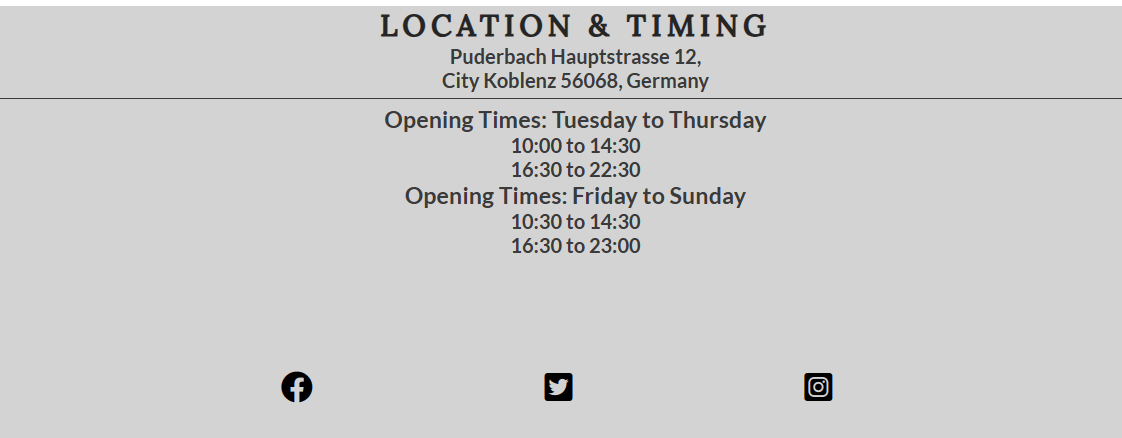 LOCATION & TIMING
Puderbach Hauptstrasse 12,
City Koblenz 56068, Germany
Opening Times: Tuesday to Thursday
10:00 to 14:30
16:30 to 22:30
Opening Times: Friday to Sunday
10:30 to 14:30
16:30 to 23:00